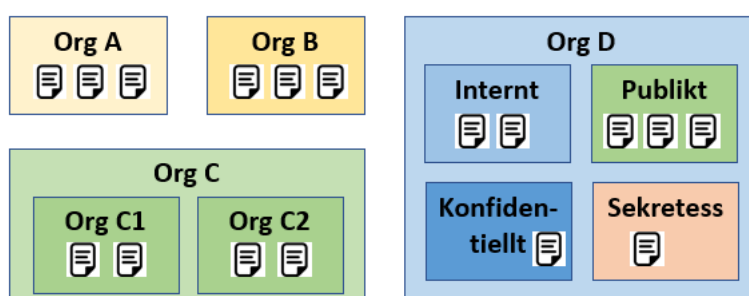 Org A
Org B
Org D
Internt
Publikt
Org C
Org C1
Org C2
Konfiden-
tiellt
Sekretess